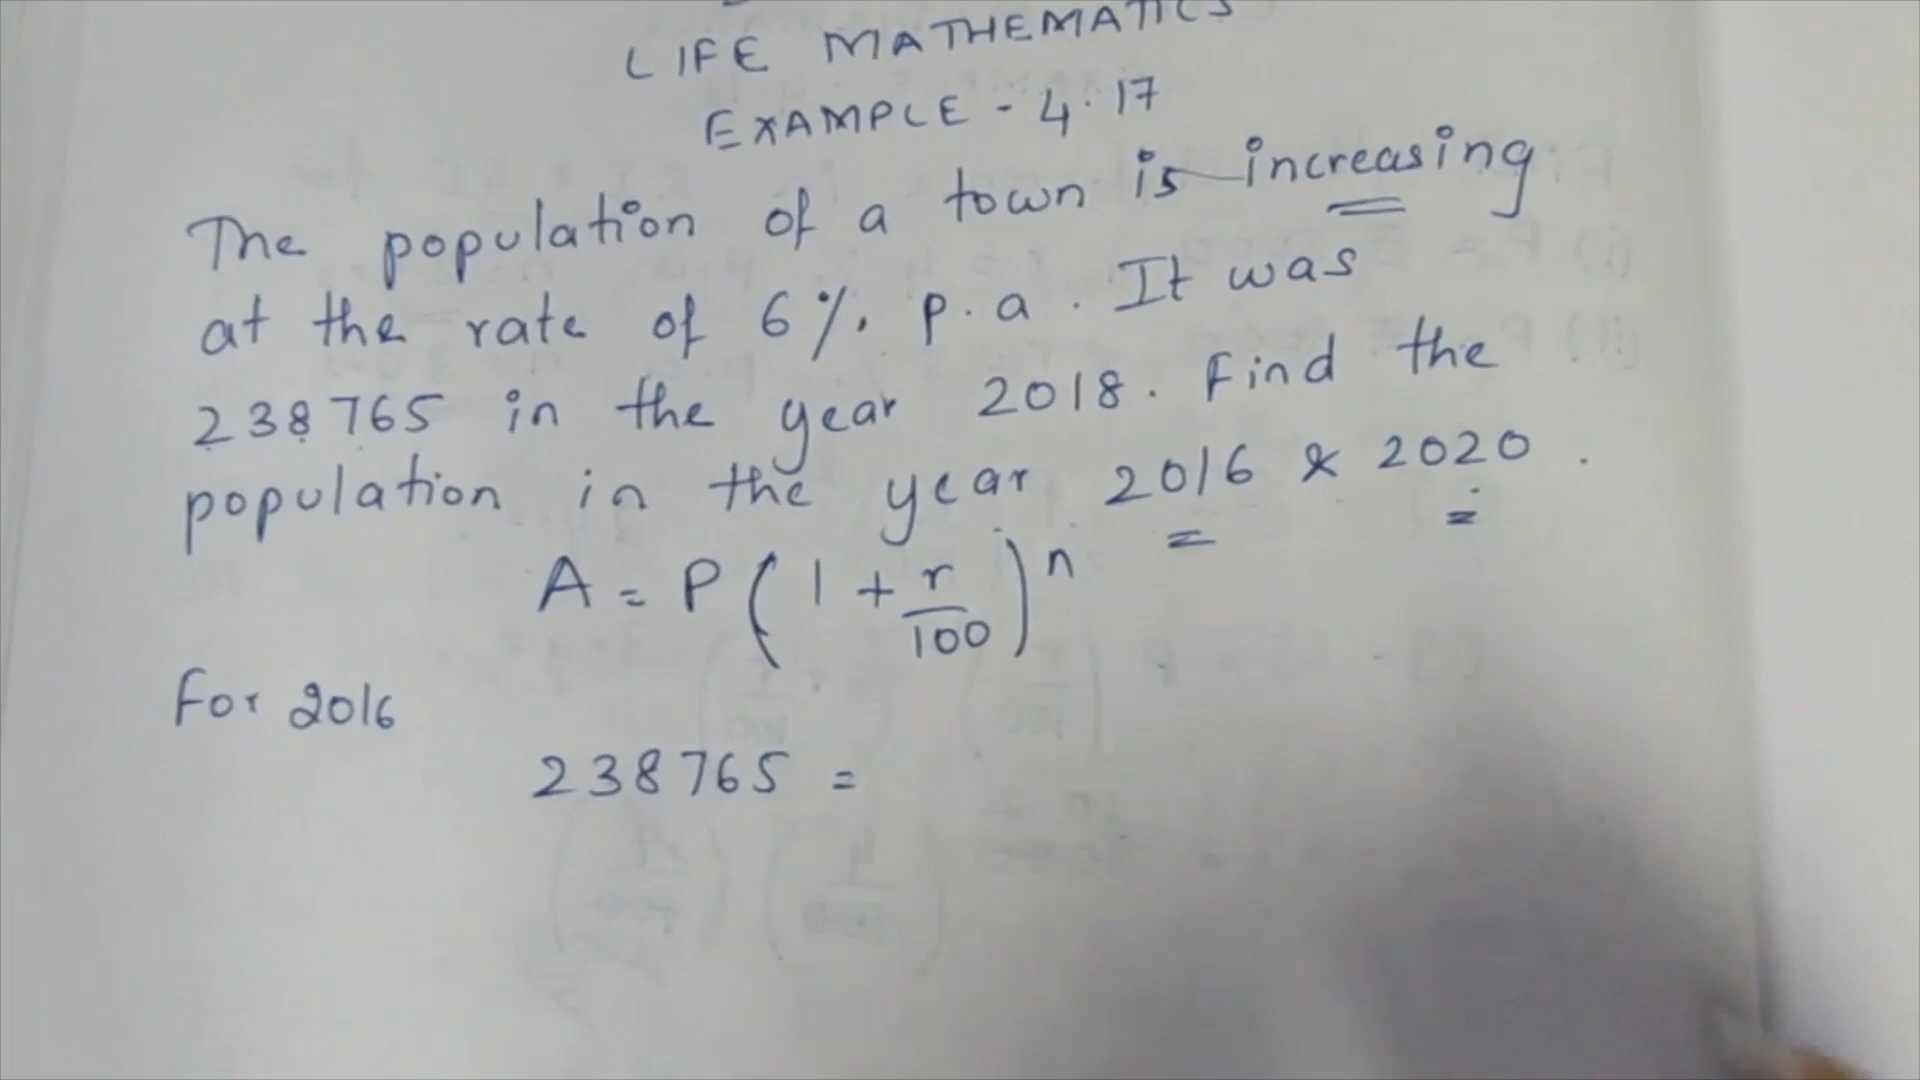 LIFE MATHEMATICS
EXAMPLE - 4.17
The population of a town is increasing
at the rate of 6% p.a. It was
238765 in the year 2018. Find the
population in the year 2016 & 2020.
A = P(1 + r/100)^n
For 2016
238765 =